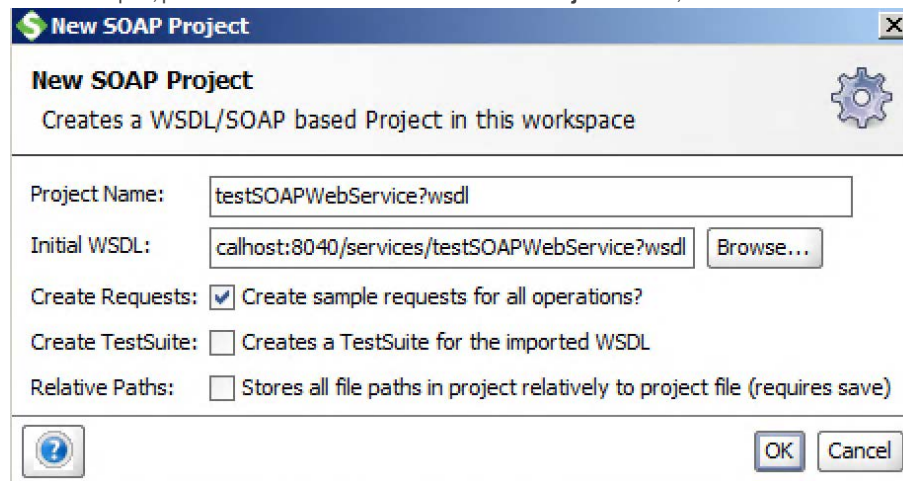 New SOAP Project
New SOAP Project
Creates a WSDL/SOAP based Project in this workspace
Project Name: testSOAPWebService?wsdl
Initial WSDL: calhost:8040/services/testSOAPWebService?wsdl Browse...
Create Requests: Create sample requests for all operations?
Create TestSuite: Creates a TestSuite for the imported WSDL
Relative Paths: Stores all file paths in project relatively to project file (requires save)
? OK Cancel